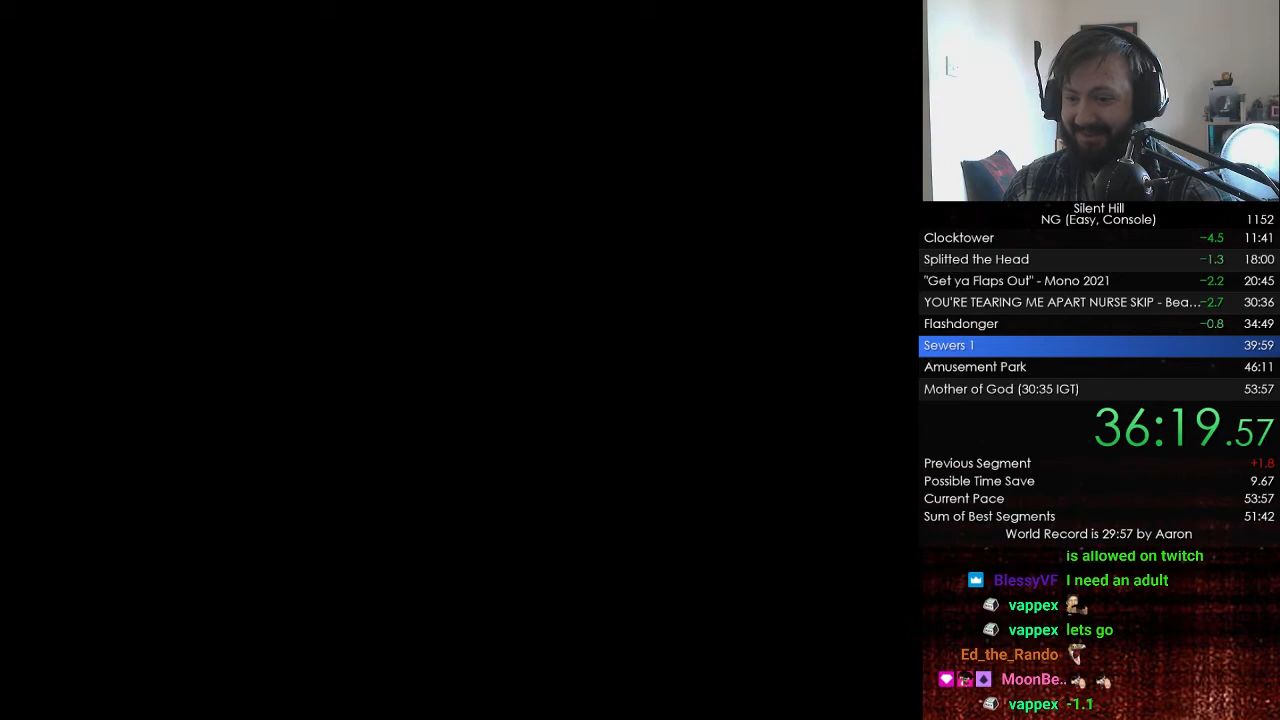 Silent Hill
NG (Easy, Console) 1152
Clocktower −4.5 11:41
Splitted the Head −1.3 18:00
"Get ya Flaps Out" - Mono 2021 −2.2 20:45
YOU'RE TEARING ME APART NURSE SKIP - Bea... −2.7 30:36
Flashdonger −0.8 34:49
Sewers 1 39:59
Amusement Park 46:11
Mother of God (30:35 IGT) 53:57
36:19.57
Previous Segment +1.8
Possible Time Save 9.67
Current Pace 53:57
Sum of Best Segments 51:42
World Record is 29:57 by Aaron
is allowed on twitch
BlessyVF I need an adult
vappex
vappex lets go
Ed_the_Rando
MoonBe..
vappex -1.1